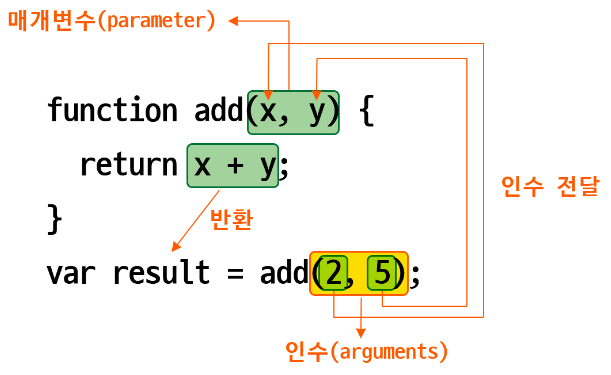 매개변수(parameter)
function add(x, y) {
return x + y;
인수 전달
}
반환
var result = add(2, 5);
인수(arguments)